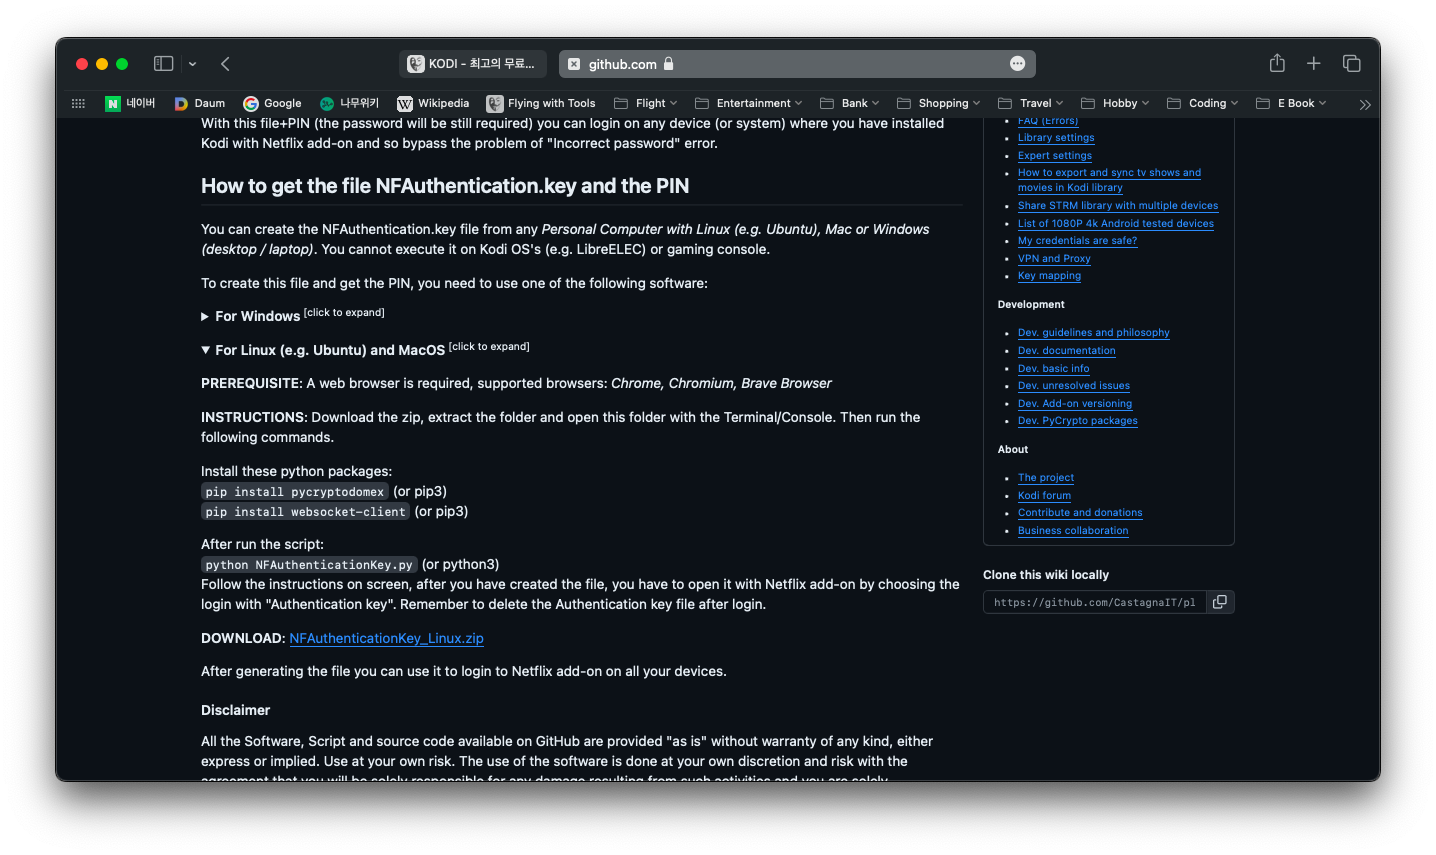 KODI - 최고의 무료...
github.com
네이버
Daum
Google
나무위키
Wikipedia
Flying with Tools
Flight
Entertainment
Bank
Shopping
Travel
Hobby
Coding
E Book
With this file+PIN (the password will be still required) you can login on any device (or system) where you have installed
Kodi with Netflix add-on and so bypass the problem of "Incorrect password" error.
How to get the file NFAuthentication.key and the PIN
You can create the NFAuthentication.key file from any Personal Computer with Linux (e.g. Ubuntu), Mac or Windows
(desktop / laptop). You cannot execute it on Kodi OS's (e.g. LibreELEC) or gaming console.
To create this file and get the PIN, you need to use one of the following software:
For Windows [click to expand]
For Linux (e.g. Ubuntu) and MacOS [click to expand]
PREREQUISITE: A web browser is required, supported browsers: Chrome, Chromium, Brave Browser
INSTRUCTIONS: Download the zip, extract the folder and open this folder with the Terminal/Console. Then run the
following commands.
Install these python packages:
pip install pycryptodomex (or pip3)
pip install websocket-client (or pip3)
After run the script:
python NFAuthenticationKey.py (or python3)
Follow the instructions on screen, after you have created the file, you have to open it with Netflix add-on by choosing the
login with "Authentication key". Remember to delete the Authentication key file after login.
DOWNLOAD: NFAuthenticationKey_Linux.zip
After generating the file you can use it to login to Netflix add-on on all your devices.
Disclaimer
All the Software, Script and source code available on GitHub are provided "as is" without warranty of any kind, either
express or implied. Use at your own risk. The use of the software is done at your own discretion and risk with the
agreement that you will be solely responsible for any damage resulting from such activities and you are solely
FAQ (Errors)
Library settings
Expert settings
How to export and sync tv shows and
movies in Kodi library
Share STRM library with multiple devices
List of 1080P 4k Android tested devices
My credentials are safe?
VPN and Proxy
Key mapping
Development
Dev. guidelines and philosophy
Dev. documentation
Dev. basic info
Dev. unresolved issues
Dev. Add-on versioning
Dev. PyCrypto packages
About
The project
Kodi forum
Contribute and donations
Business collaboration
Clone this wiki locally
https://github.com/CastagnaIT/pl